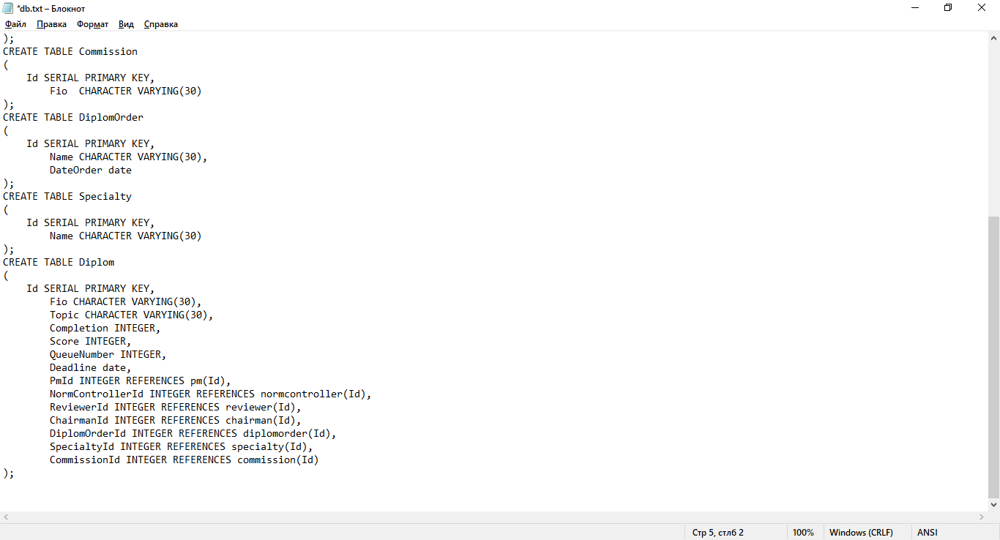 *db.txt – Блокнот
Файл Правка Формат Вид Справка
);
CREATE TABLE Commission
(
    Id SERIAL PRIMARY KEY,
        Fio  CHARACTER VARYING(30)
);
CREATE TABLE DiplomOrder
(
    Id SERIAL PRIMARY KEY,
        Name CHARACTER VARYING(30),
        DateOrder date
);
CREATE TABLE Specialty
(
    Id SERIAL PRIMARY KEY,
        Name CHARACTER VARYING(30)
);
CREATE TABLE Diplom
(
    Id SERIAL PRIMARY KEY,
        Fio CHARACTER VARYING(30),
        Topic CHARACTER VARYING(30),
        Completion INTEGER,
        Score INTEGER,
        QueueNumber INTEGER,
        Deadline date,
        PmId INTEGER REFERENCES pm(Id),
        NormControllerId INTEGER REFERENCES normcontroller(Id),
        ReviewerId INTEGER REFERENCES reviewer(Id),
        ChairmanId INTEGER REFERENCES chairman(Id),
        DiplomOrderId INTEGER REFERENCES diplomorder(Id),
        SpecialtyId INTEGER REFERENCES specialty(Id),
        CommissionId INTEGER REFERENCES commission(Id)
);
Стр 5, стлб 2 100% Windows (CRLF) ANSI